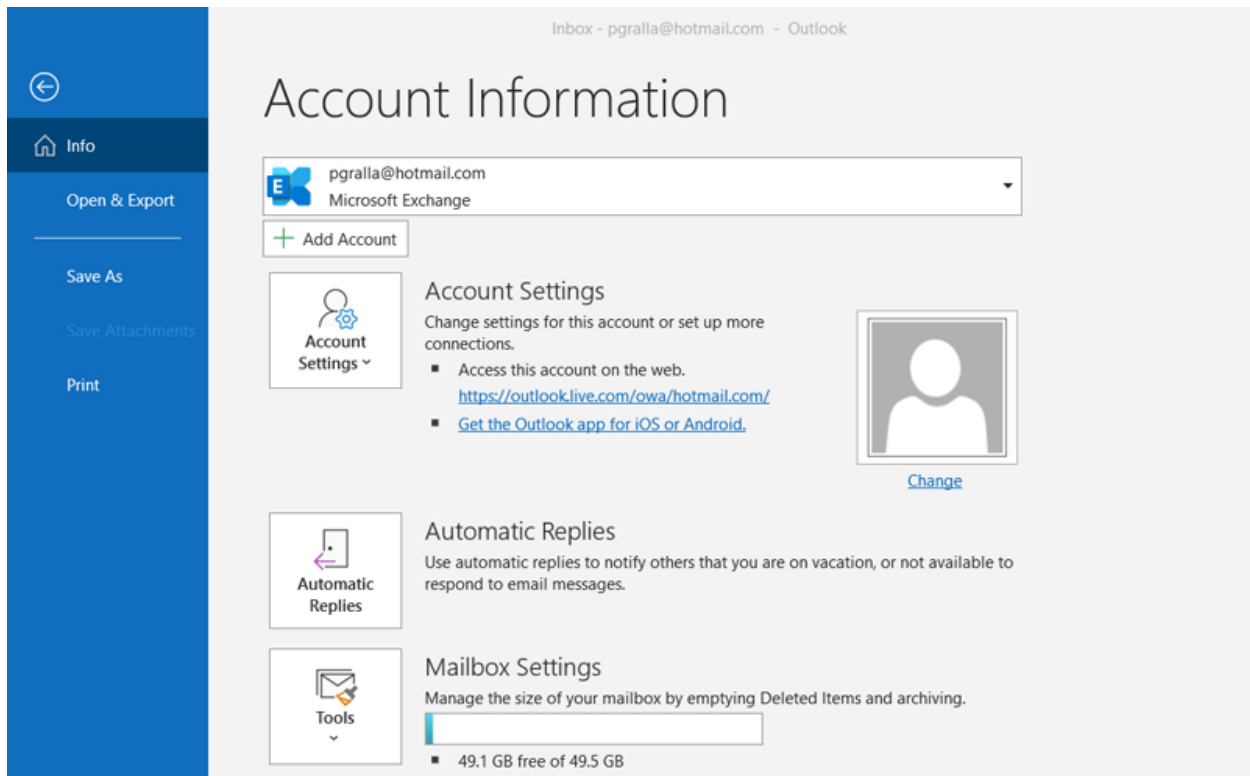 Inbox - pgralla@hotmail.com - Outlook
Account Information
Info
Open & Export
Save As
Save Attachments
Print
E
pgralla@hotmail.com
Microsoft Exchange
Add Account
Account
Settings
Account Settings
Change settings for this account or set up more
connections.
Access this account on the web.
https://outlook.live.com/owa/hotmail.com/
Get the Outlook app for iOS or Android.
Change
Automatic
Replies
Automatic Replies
Use automatic replies to notify others that you are on vacation, or not available to
respond to email messages.
Tools
Mailbox Settings
Manage the size of your mailbox by emptying Deleted Items and archiving.
49.1 GB free of 49.5 GB